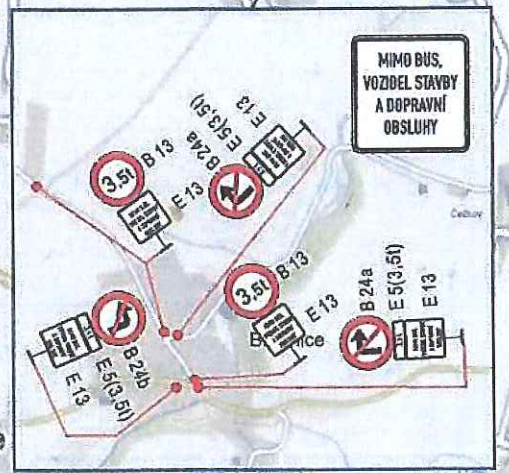 MIMO BUS,
VOZIDEL STAVBY
A DOPRAVNÍ
OBSLUHY
3,5t
B 13
E 13
B 24a
E 5(3,5t)
E 13
3,5t
B 13
E 13
B 24b
E 5(3,5t)
E 13
B 24a
E 5(3,5t)
E 13